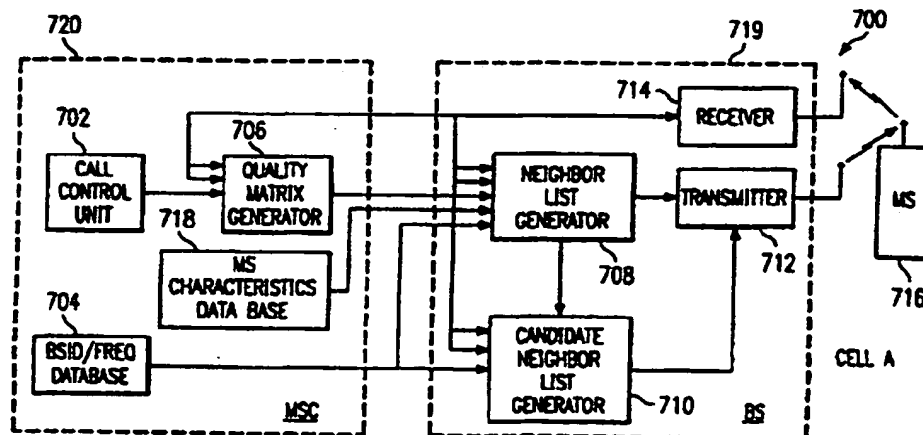 700
720
719
714
RECEIVER
702
CALL
CONTROL
UNIT
706
QUALITY
MATRIX
GENERATOR
NEIGHBOR
LIST
GENERATOR
708
TRANSMITTER
712
MS
716
718
MS
CHARACTERISTICS
DATA BASE
704
BSID/FREQ
DATABASE
CANDIDATE
NEIGHBOR
LIST
GENERATOR
710
CELL A
MSC
BS